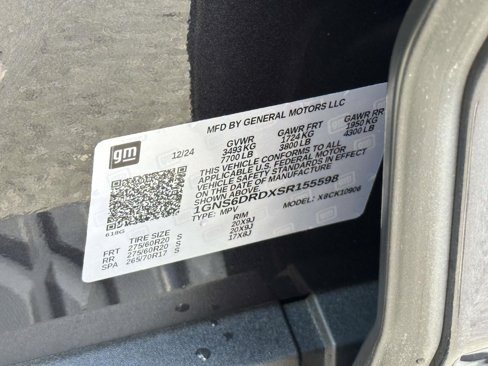 MFD BY GENERAL MOTORS LLC
gm 12/24
GVWR GAWR FRT GAWR RR
3493 KG 1724 KG 1950 KG
7700 LB 3800 LB 4300 LB
THIS VEHICLE CONFORMS TO ALL
APPLICABLE U.S. FEDERAL MOTOR
VEHICLE SAFETY STANDARDS IN EFFECT
ON THE DATE OF MANUFACTURE
SHOWN ABOVE.
1GNS6DRDXSR155598
TYPE: MPV MODEL: X8CK10906
618G
TIRE SIZE RIM
FRT 275/60R20 S 20X9J
RR 275/60R20 S 20X9J
SPA 265/70R17 S 17X8J